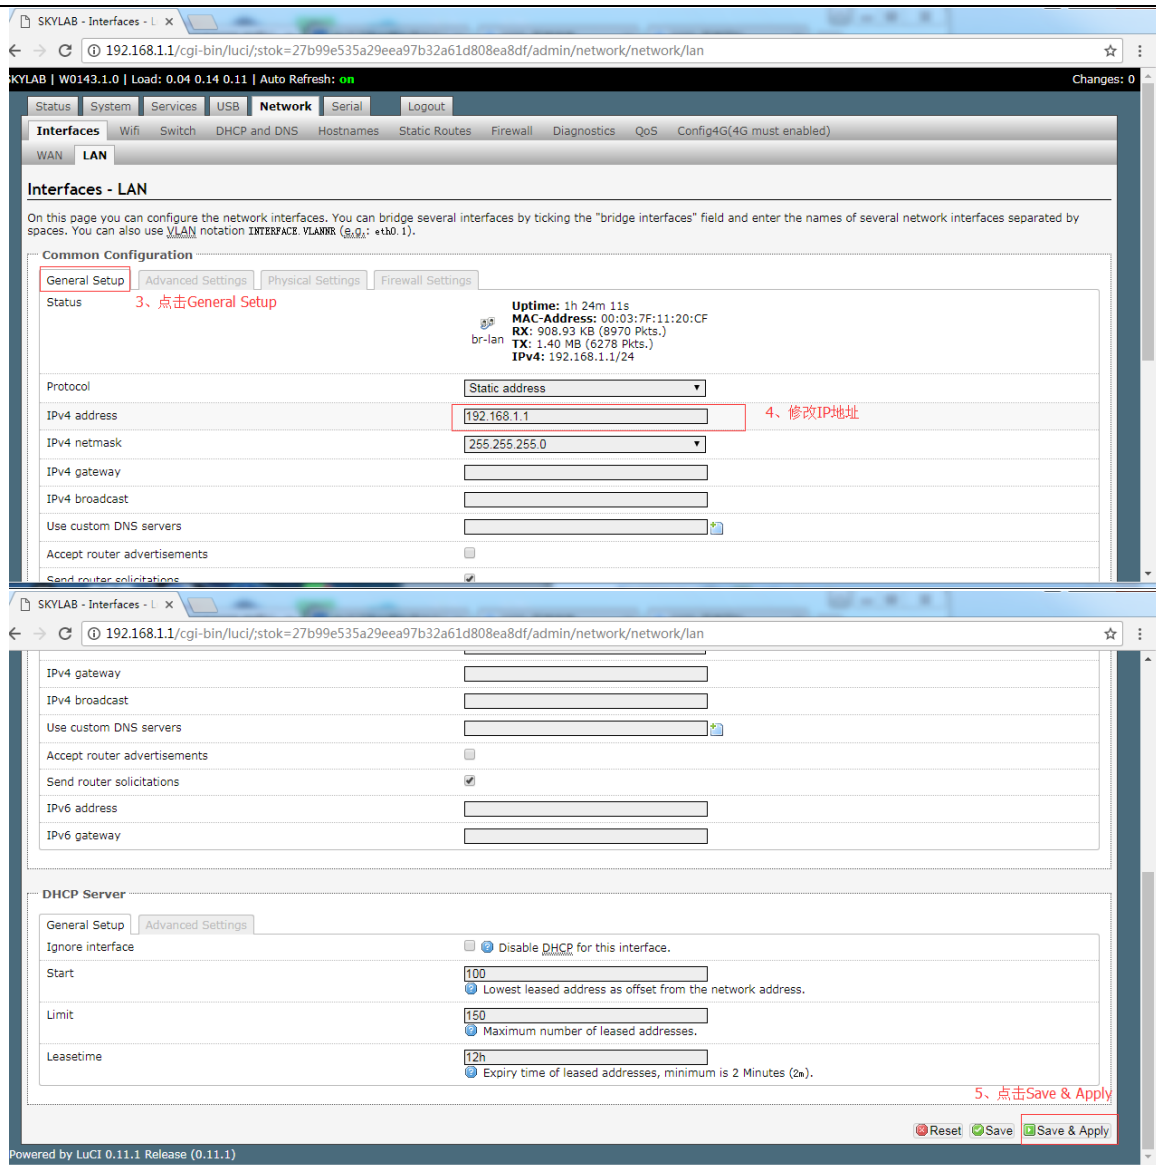 SKYLAB - Interfaces - L
192.168.1.1/cgi-bin/luci/;stok=27b99e535a29eea97b32a61d808ea8df/admin/network/network/lan
SKYLAB | W0143.1.0 | Load: 0.04 0.14 0.11 | Auto Refresh: on Changes: 0
Status System Services USB Network Serial Logout
Interfaces Wifi Switch DHCP and DNS Hostnames Static Routes Firewall Diagnostics QoS Config4G(4G must enabled)
WAN LAN
Interfaces - LAN
On this page you can configure the network interfaces. You can bridge several interfaces by ticking the "bridge interfaces" field and enter the names of several network interfaces separated by
spaces. You can also use VLAN notation INTERFACE.VLANNR (e.g.: eth0.1).
Common Configuration
General Setup Advanced Settings Physical Settings Firewall Settings
3、点击General Setup
Status
br-lan
Uptime: 1h 24m 11s
MAC-Address: 00:03:7F:11:20:CF
RX: 908.93 KB (8970 Pkts.)
TX: 1.40 MB (6278 Pkts.)
IPv4: 192.168.1.1/24
Protocol Static address
IPv4 address 192.168.1.1 4、修改IP地址
IPv4 netmask 255.255.255.0
IPv4 gateway
IPv4 broadcast
Use custom DNS servers
Accept router advertisements
Send router solicitations
SKYLAB - Interfaces - L
192.168.1.1/cgi-bin/luci/;stok=27b99e535a29eea97b32a61d808ea8df/admin/network/network/lan
IPv4 gateway
IPv4 broadcast
Use custom DNS servers
Accept router advertisements
Send router solicitations
IPv6 address
IPv6 gateway
DHCP Server
General Setup Advanced Settings
Ignore interface Disable DHCP for this interface.
Start 100
Lowest leased address as offset from the network address.
Limit 150
Maximum number of leased addresses.
Leasetime 12h
Expiry time of leased addresses, minimum is 2 Minutes (2m).
5、点击Save & Apply
Reset Save Save & Apply
Powered by LuCI 0.11.1 Release (0.11.1)